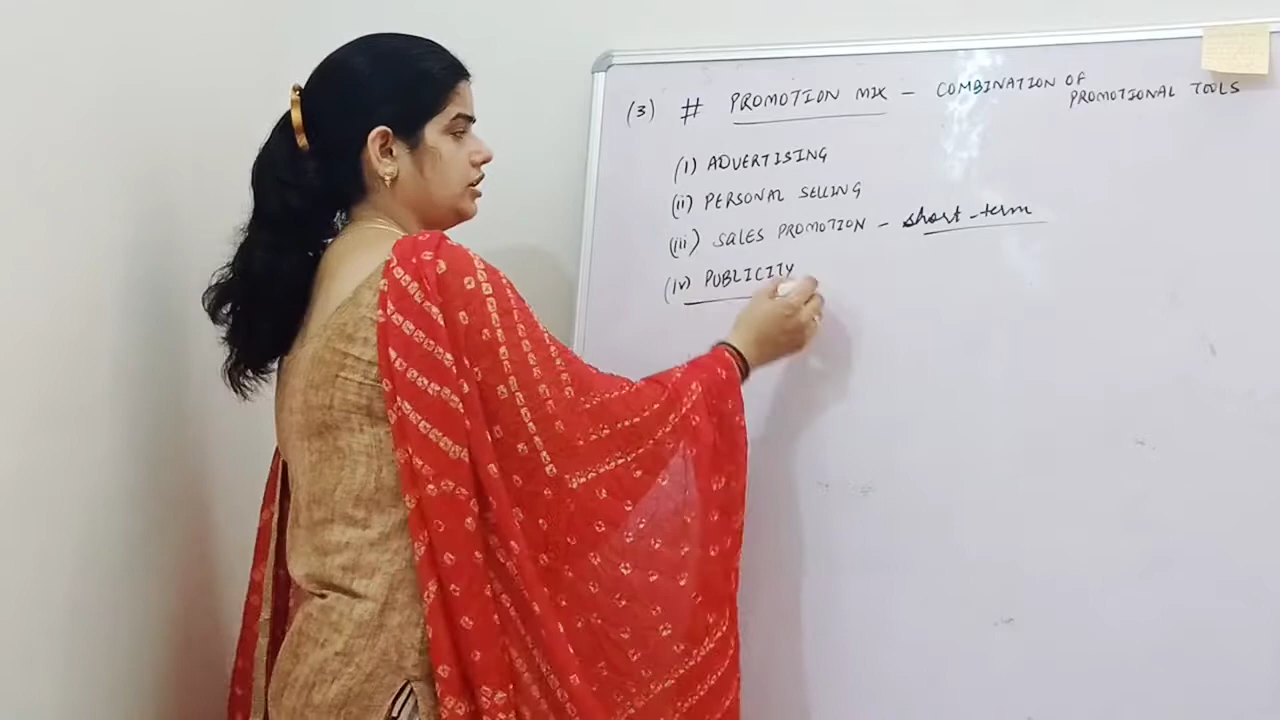 (3) # PROMOTION MIX - COMBINATION OF
PROMOTIONAL TOOLS
(i) ADVERTISING
(ii) PERSONAL SELLING
(iii) SALES PROMOTION - short-term
(iv) PUBLICITY